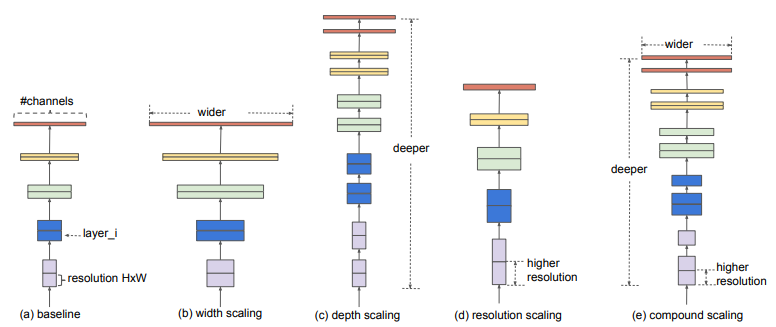 #channels
layer_i
resolution HxW
(a) baseline
wider
(b) width scaling
deeper
(c) depth scaling
higher
resolution
(d) resolution scaling
wider
deeper
higher
resolution
(e) compound scaling